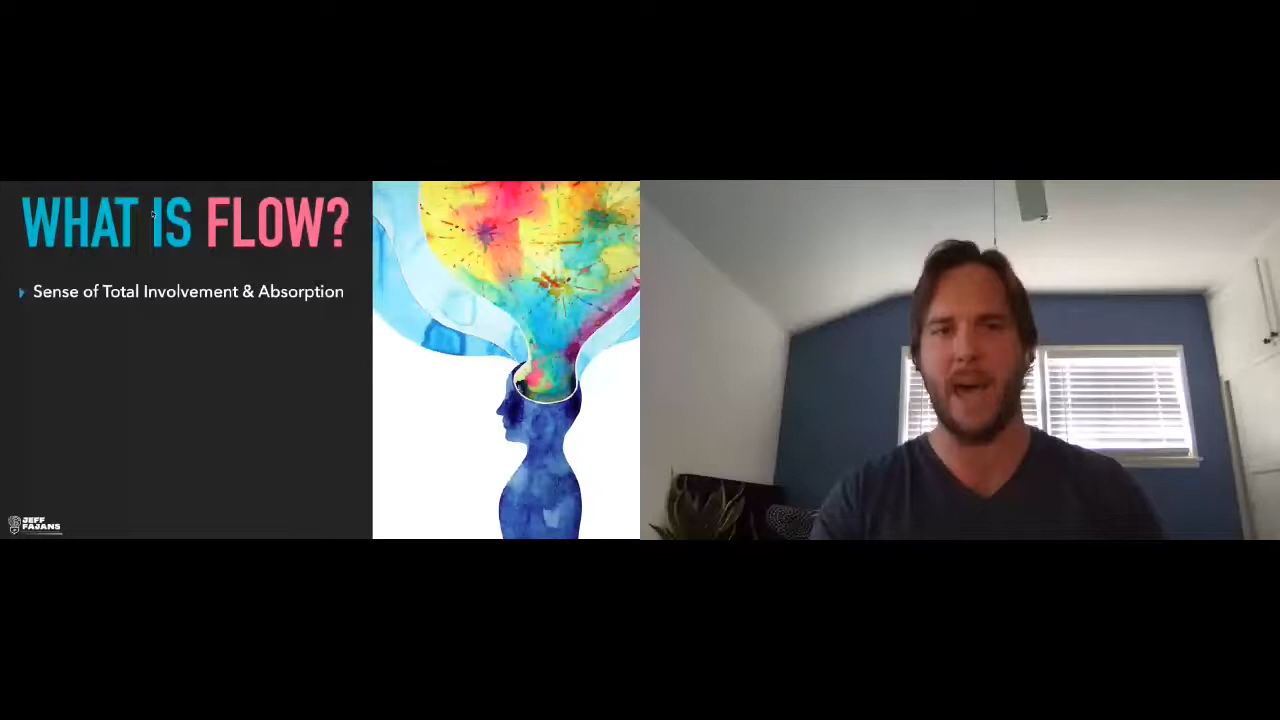 WHAT IS FLOW?
Sense of Total Involvement & Absorption
JEFF
FAJANS